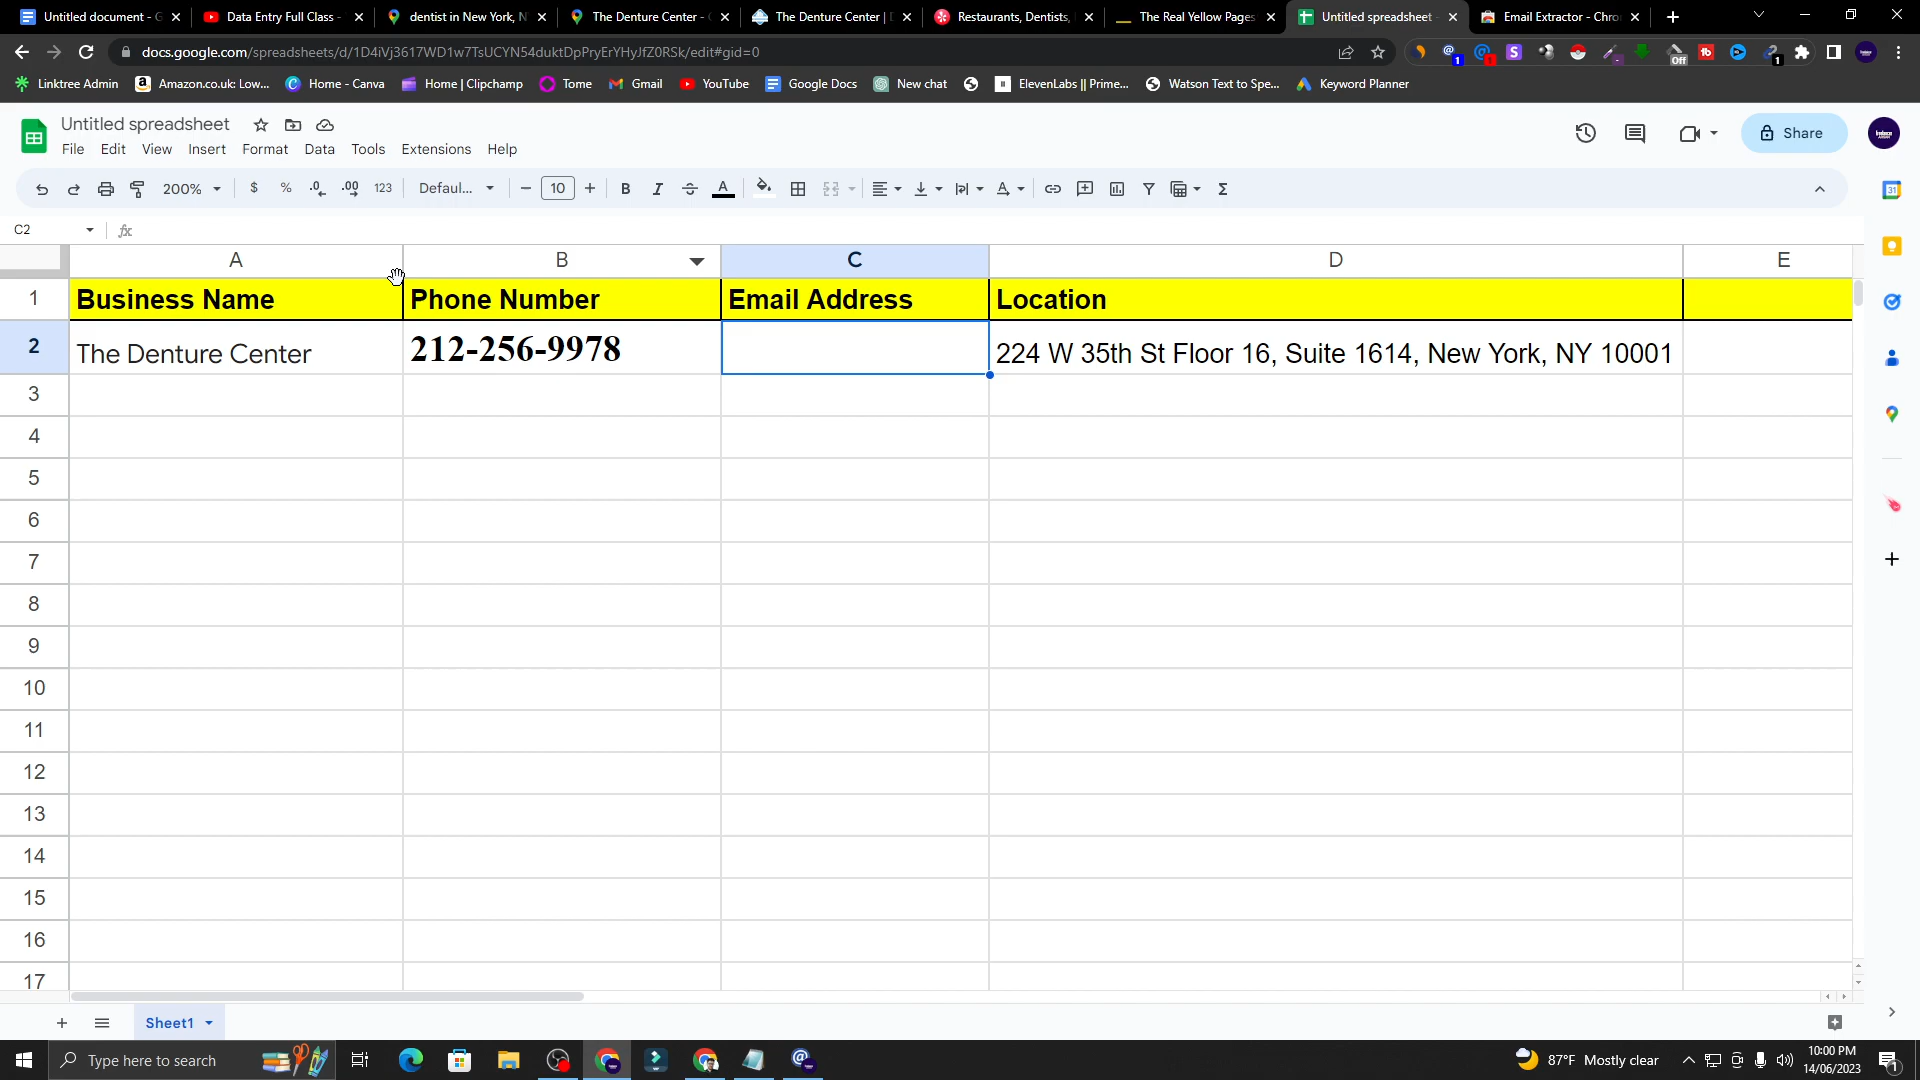 Untitled document - G
Data Entry Full Class -
dentist in New York, N
The Denture Center -
The Denture Center | D
Restaurants, Dentists,
The Real Yellow Pages
Untitled spreadsheet -
Email Extractor - Chro
docs.google.com/spreadsheets/d/1D4iVj3617WD1w7TsUCYN54duktDpPryErYHyJfZ0RSk/edit#gid=0
Linktree Admin
Amazon.co.uk: Low...
Home - Canva
Home | Clipchamp
Tome
Gmail
YouTube
Google Docs
New chat
ElevenLabs || Prime...
Watson Text to Spe...
Keyword Planner
Untitled spreadsheet
File Edit View Insert Format Data Tools Extensions Help
Share
200% $ % .0 .00 123 Defaul... 10 B I A Σ
C2 fx
A B C D E
1 Business Name Phone Number Email Address Location
2 The Denture Center 212-256-9978 224 W 35th St Floor 16, Suite 1614, New York, NY 10001
3
4
5
6
7
8
9
10
11
12
13
14
15
16
17
Sheet1
Type here to search
87°F Mostly clear
10:00 PM
14/06/2023